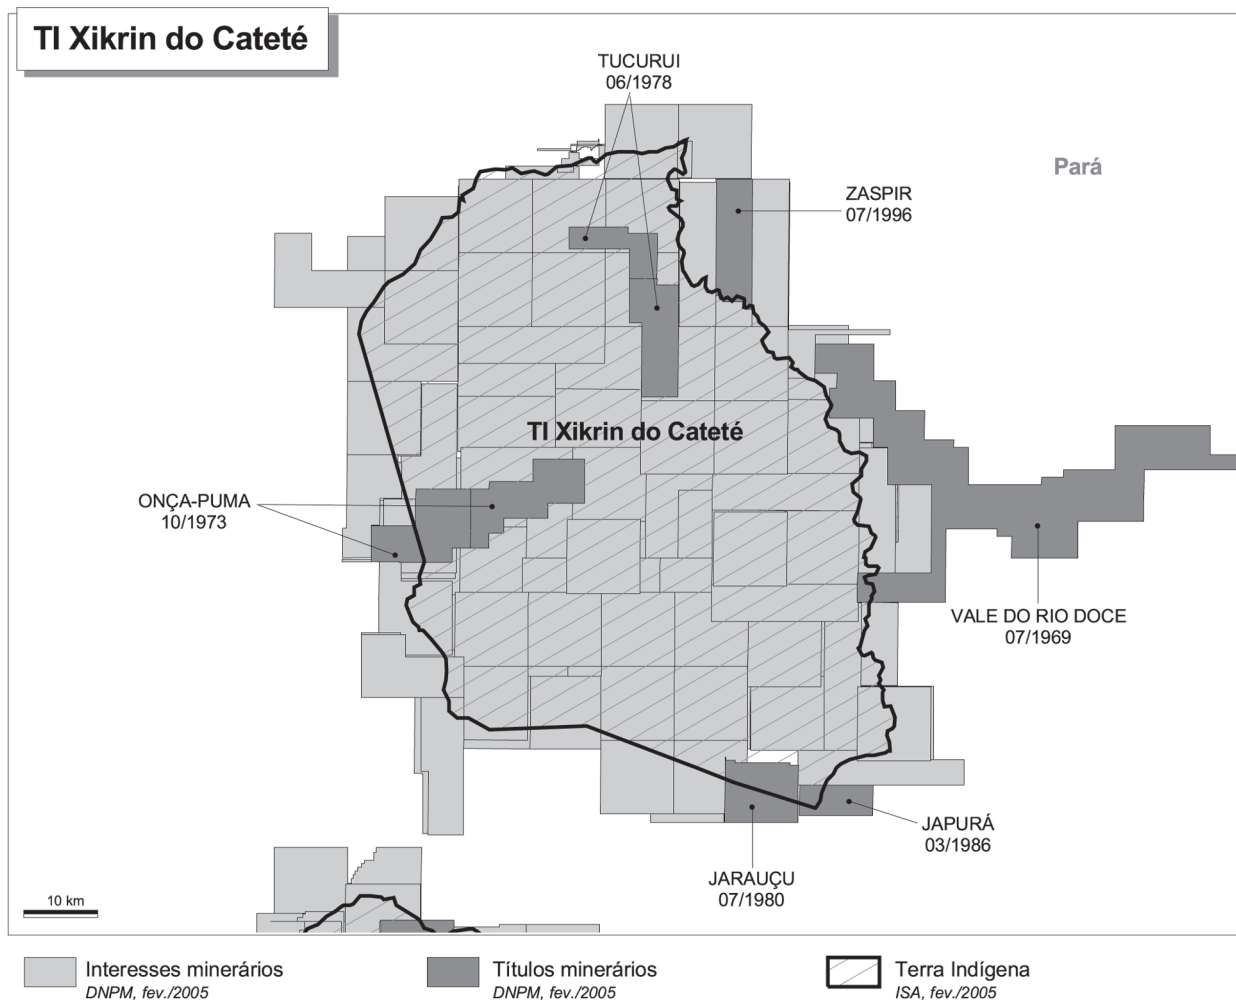 TI Xikrin do Cateté
TUCURUI
06/1978
Pará
ZASPIR
07/1996
TI Xikrin do Cateté
ONÇA-PUMA
10/1973
VALE DO RIO DOCE
07/1969
JAPURÁ
03/1986
JARAUÇU
07/1980
10 km
Interesses minerários
DNPM, fev./2005
Títulos minerários
DNPM, fev./2005
Terra Indígena
ISA, fev./2005